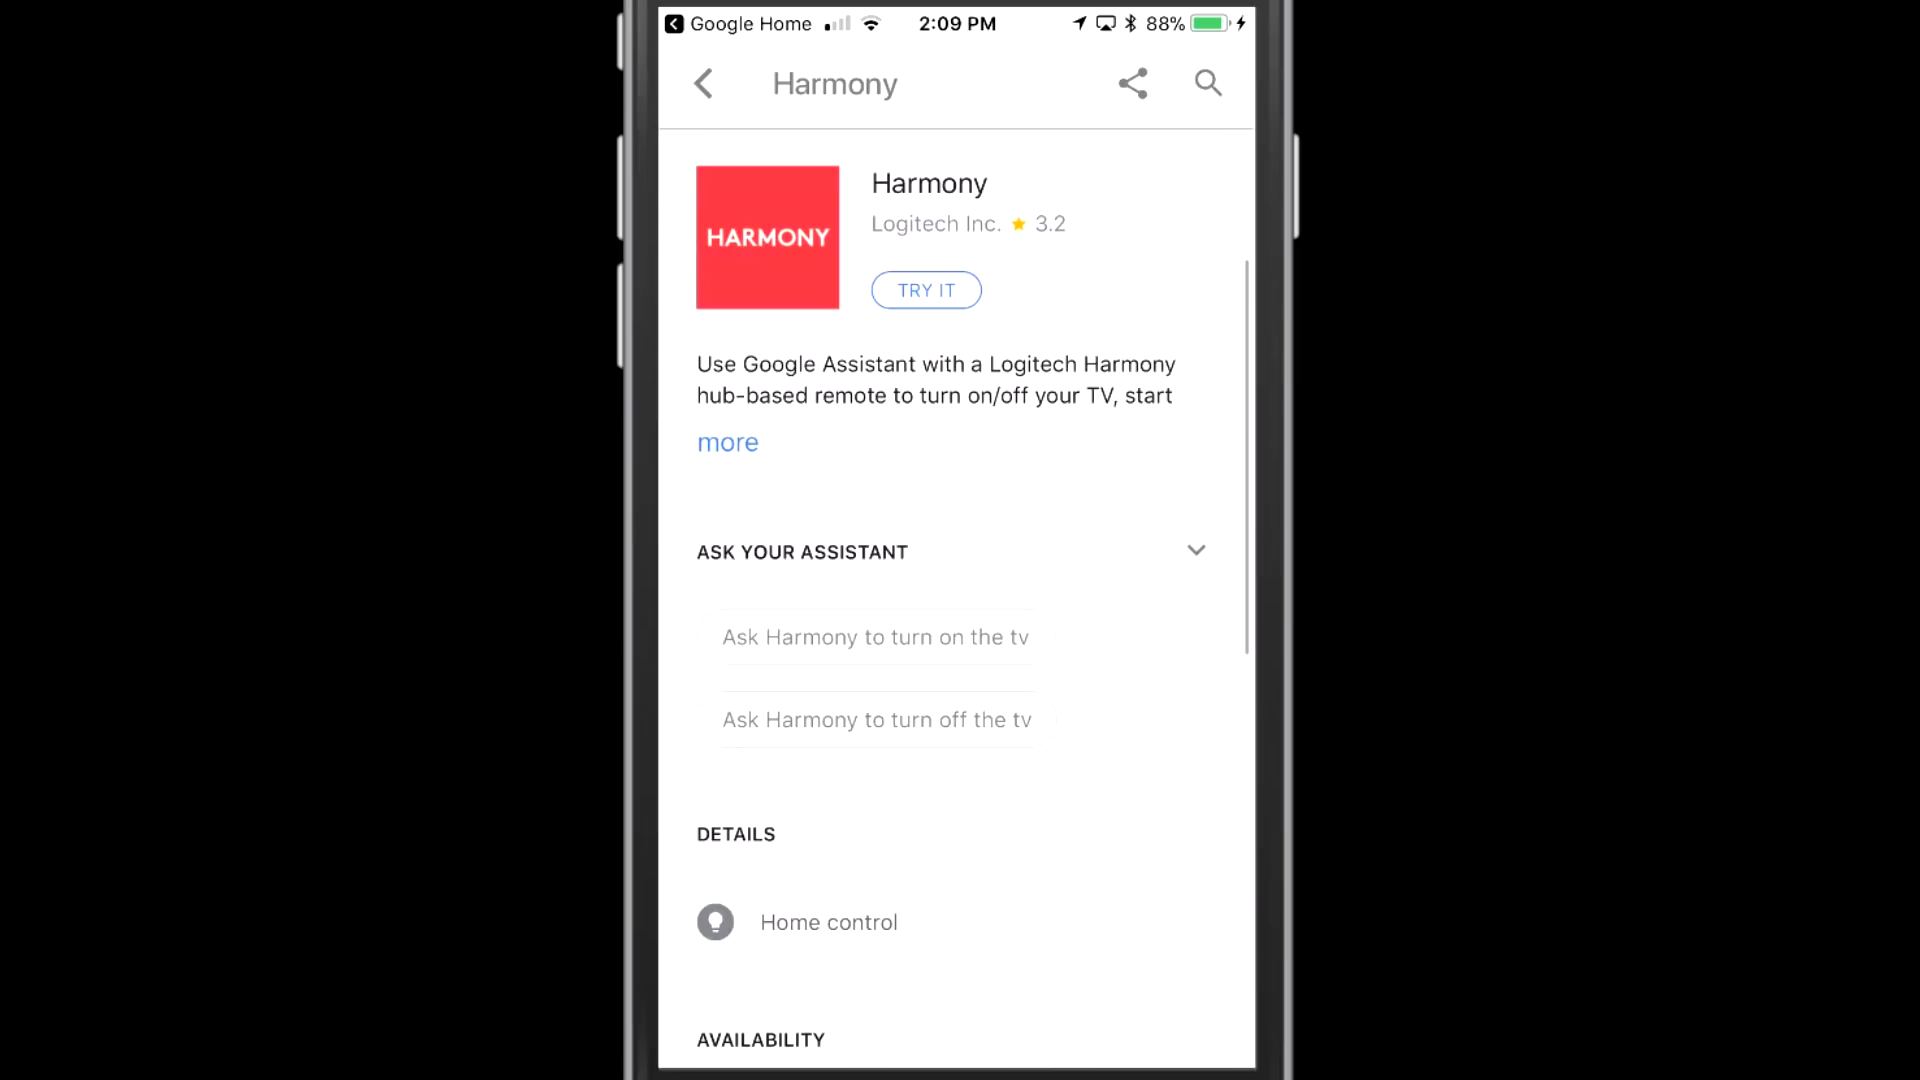 Google Home 2:09 PM 88%
Harmony
HARMONY
Harmony
Logitech Inc. 3.2
TRY IT
Use Google Assistant with a Logitech Harmony
hub-based remote to turn on/off your TV, start
more
ASK YOUR ASSISTANT
Ask Harmony to turn on the tv
Ask Harmony to turn off the tv
DETAILS
Home control
AVAILABILITY